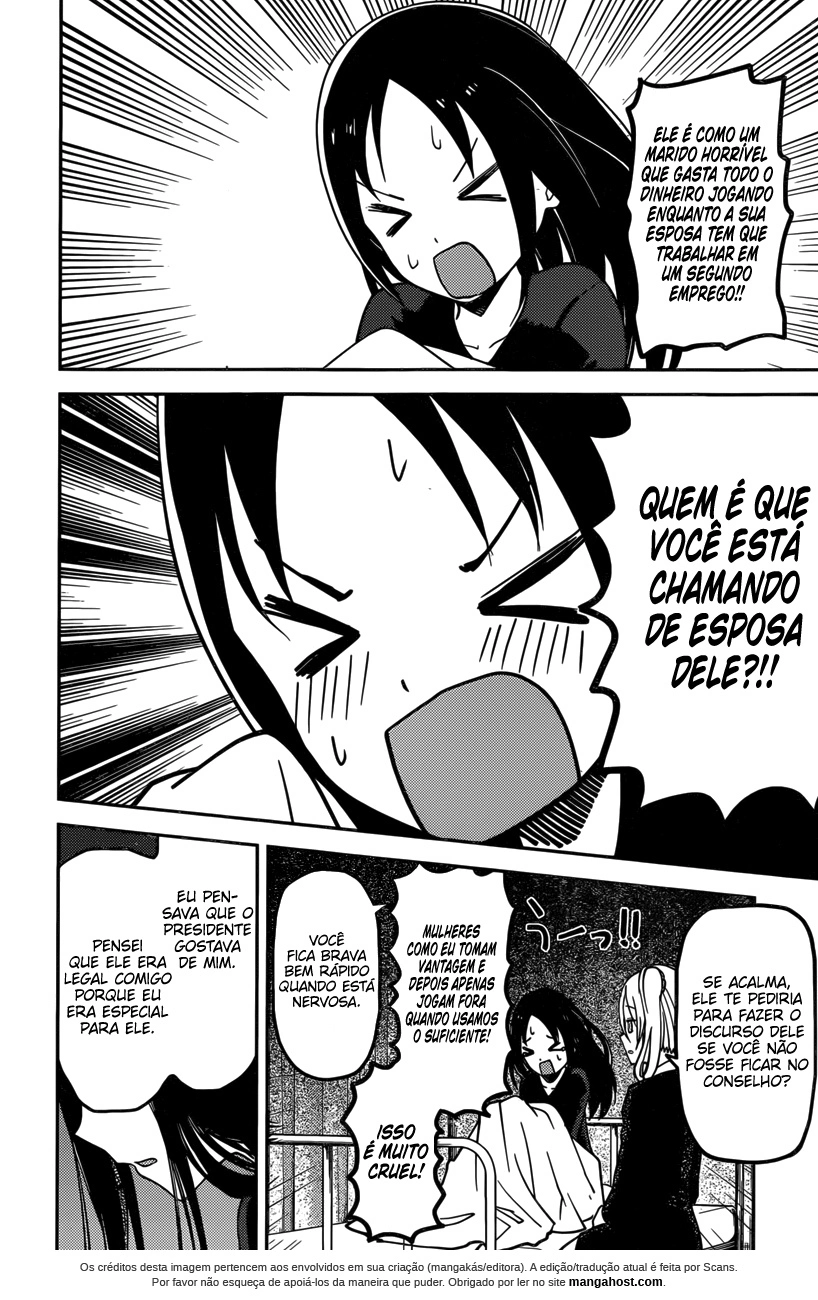 ELE É COMO UM
MARIDO HORRÍVEL
QUE GASTA TODO O
DINHEIRO JOGANDO
ENQUANTO A SUA
ESPOSA TEM QUE
TRABALHAR EM
UM SEGUNDO
EMPREGO!!
QUEM É QUE
VOCÊ ESTÁ
CHAMANDO
DE ESPOSA
DELE?!!
SE ACALMA,
ELE TE PEDIRIA
PARA FAZER O
DISCURSO DELE
SE VOCÊ NÃO
FOSSE FICAR NO
CONSELHO?
うーっ!!
MULHERES
COMO EU TOMAM
VANTAGEM E
DEPOIS APENAS
JOGAM FORA
QUANDO USAMOS
O SUFICIENTE!
ISSO
É MUITO
CRUEL!
VOCÊ
FICA BRAVA
BEM RÁPIDO
QUANDO ESTÁ
NERVOSA.
EU PEN-
SAVA QUE O
PRESIDENTE
GOSTAVA
DE MIM.
PENSEI
QUE ELE ERA
LEGAL COMIGO
PORQUE EU
ERA ESPECIAL
PARA ELE.
Os créditos desta imagem pertencem aos envolvidos em sua criação (mangakás/editora). A edição/tradução atual é feita por Scans.
Por favor não esqueça de apoiá-los da maneira que puder. Obrigado por ler no site mangahost.com.